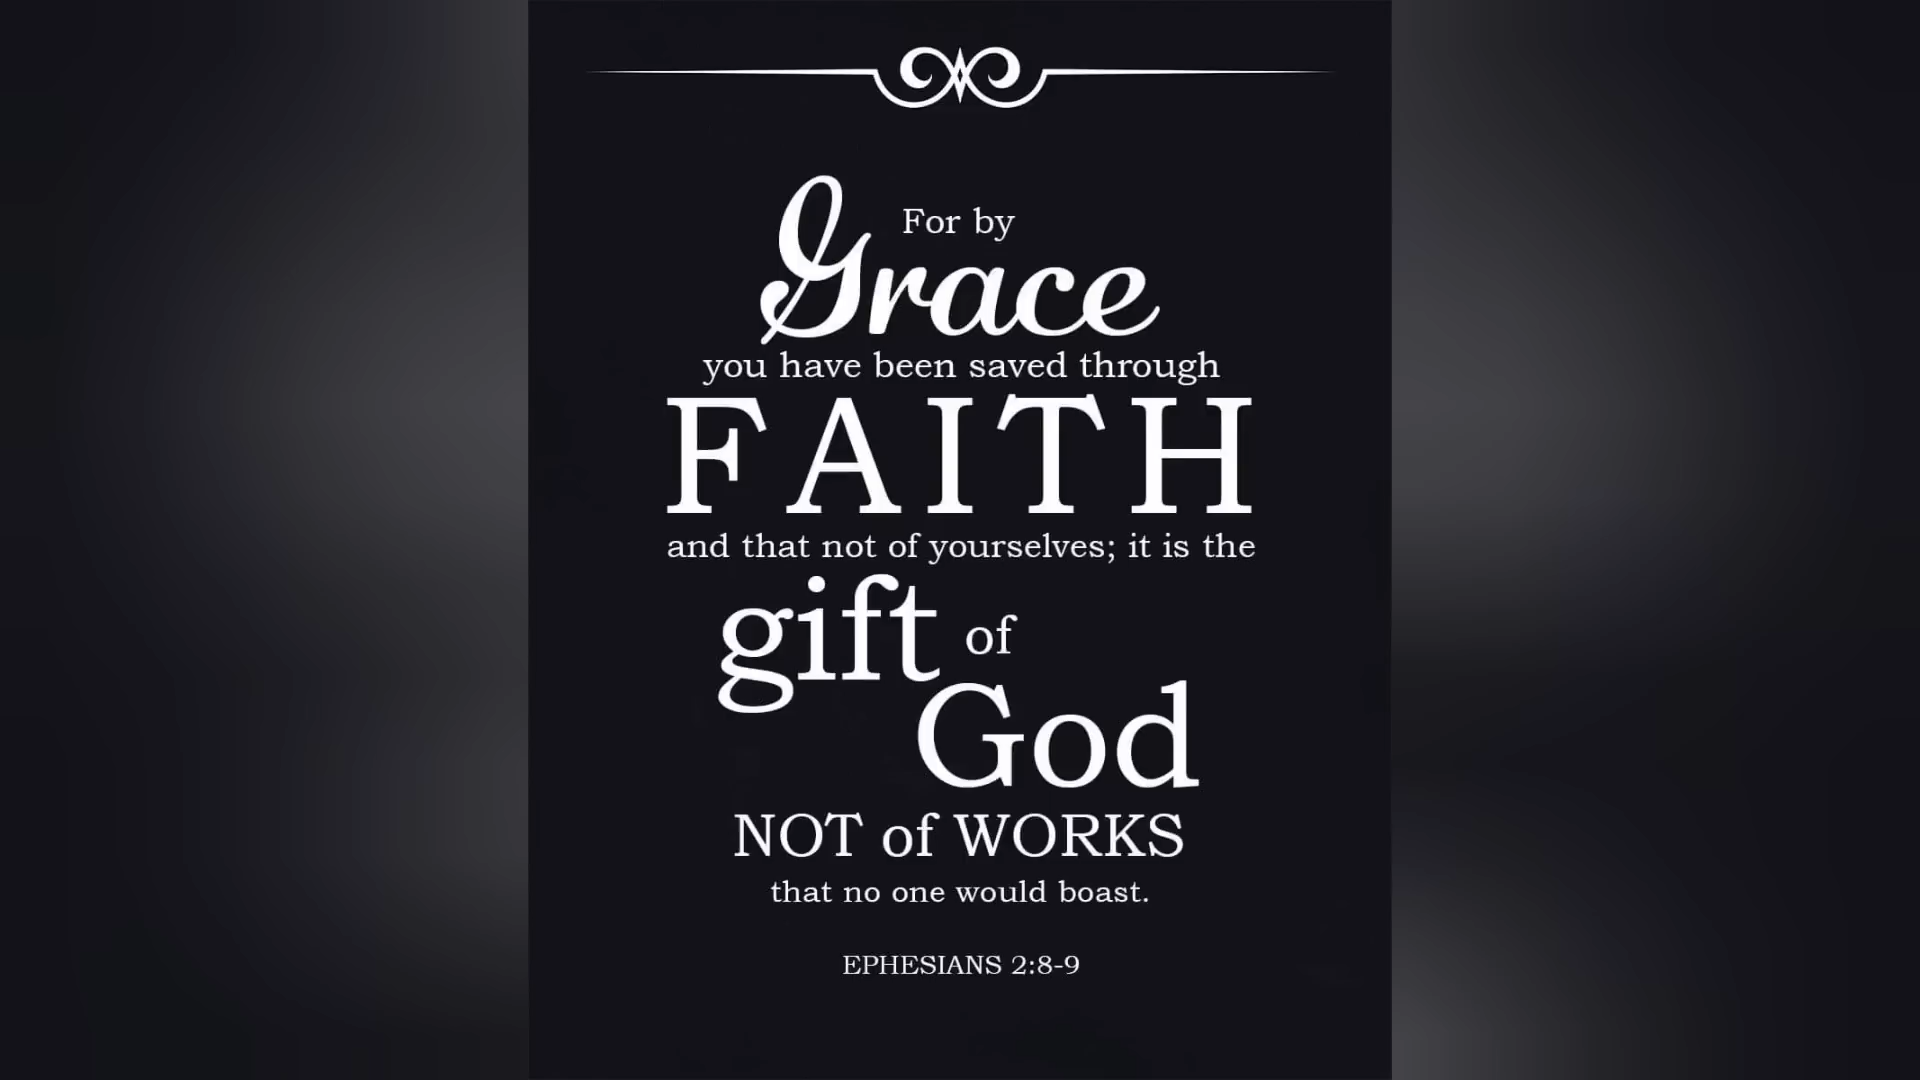 For by
Grace
you have been saved through
FAITH
and that not of yourselves; it is the
gift of
God
NOT of WORKS
that no one would boast.
EPHESIANS 2:8-9